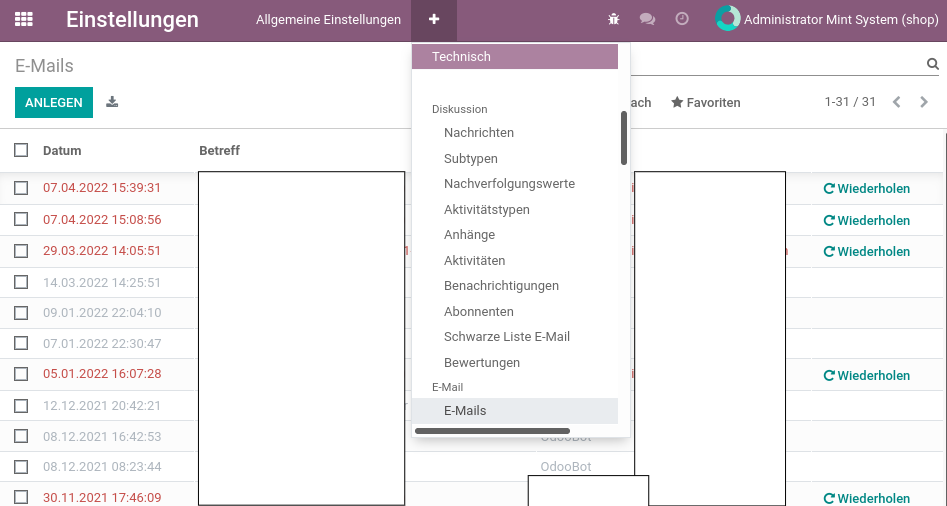 Einstellungen Allgemeine Einstellungen Administrator Mint System (shop)
E-Mails
Technisch
ANLEGEN
ach Favoriten 1-31 / 31
Diskussion
Nachrichten
Subtypen
Nachverfolgungswerte
Aktivitätstypen
Anhänge
Aktivitäten
Benachrichtigungen
Abonnenten
Schwarze Liste E-Mail
Bewertungen
E-Mail
E-Mails
Datum Betreff
07.04.2022 15:39:31 Wiederholen
07.04.2022 15:08:56 Wiederholen
29.03.2022 14:05:51 Wiederholen
14.03.2022 14:25:51
09.01.2022 22:04:10
07.01.2022 22:30:47
05.01.2022 16:07:28 Wiederholen
12.12.2021 20:42:21
08.12.2021 16:42:53 OdooBot
08.12.2021 08:23:44 OdooBot
30.11.2021 17:46:09 Wiederholen